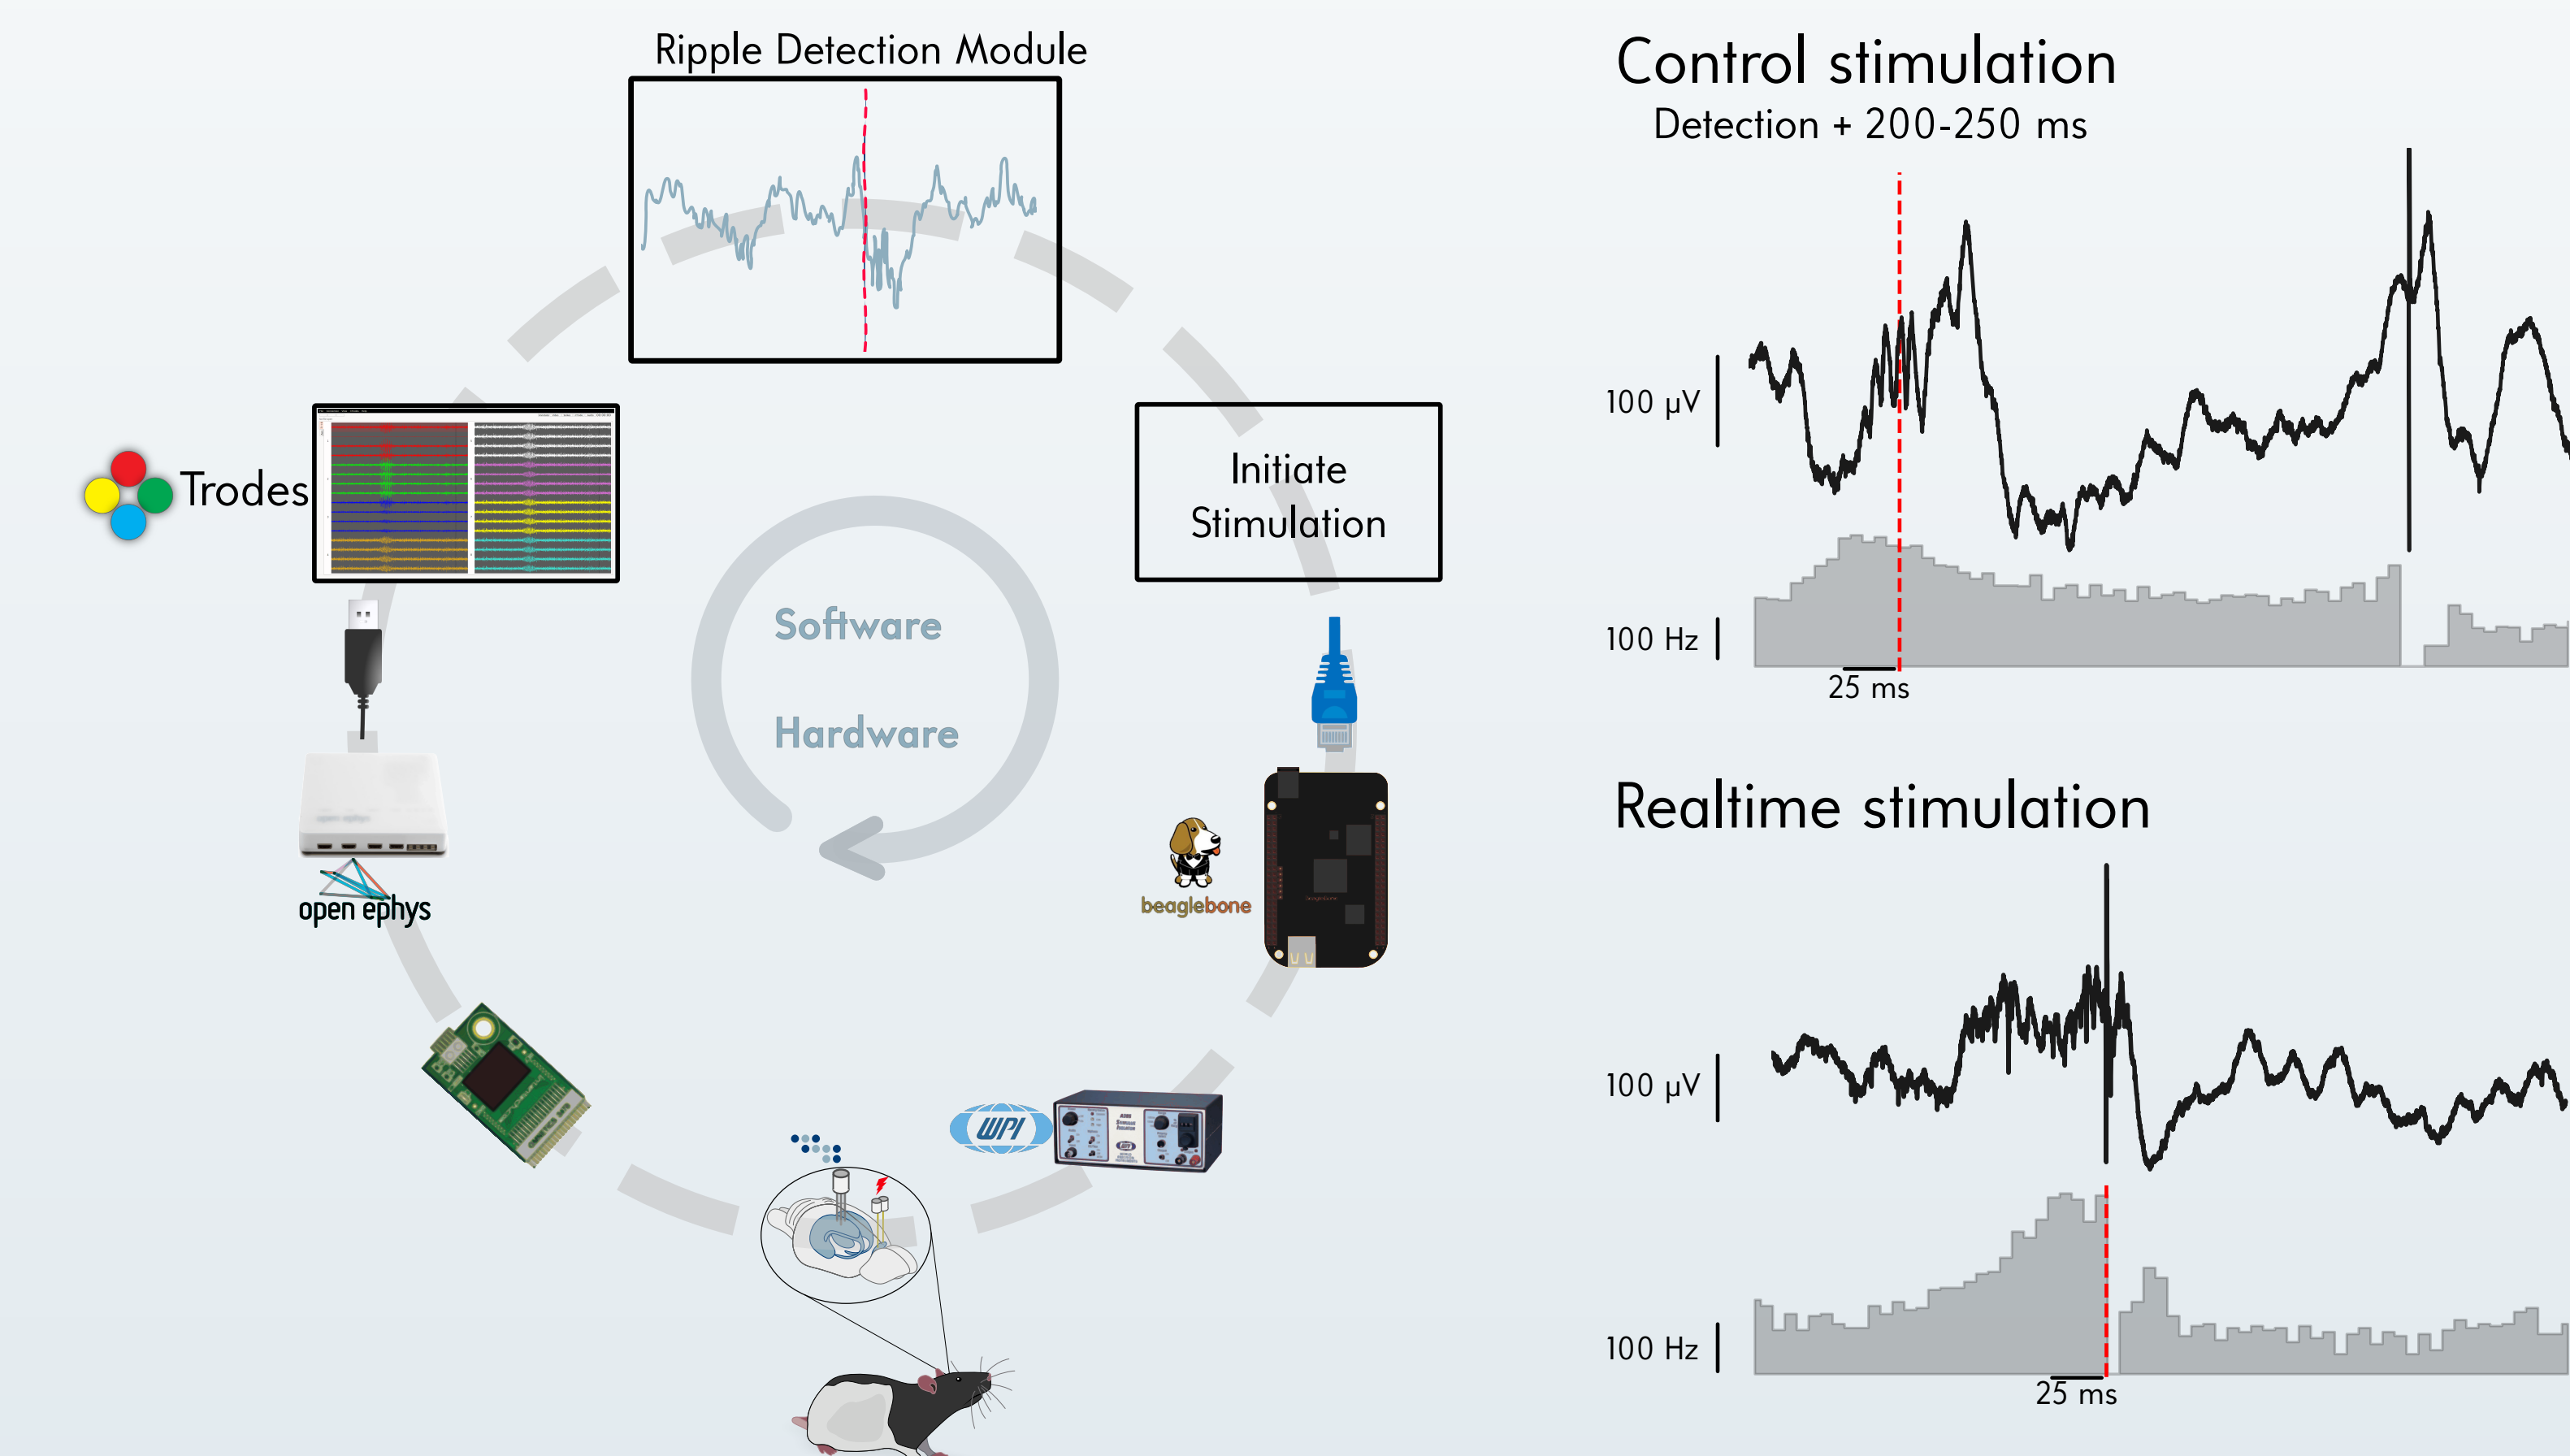 Ripple Detection Module
Trodes
Initiate
Stimulation
Software
Hardware
open ephys
beaglebone
WPI
Control stimulation
Detection + 200-250 ms
100 µV
100 Hz
25 ms
Realtime stimulation
100 µV
100 Hz
25 ms